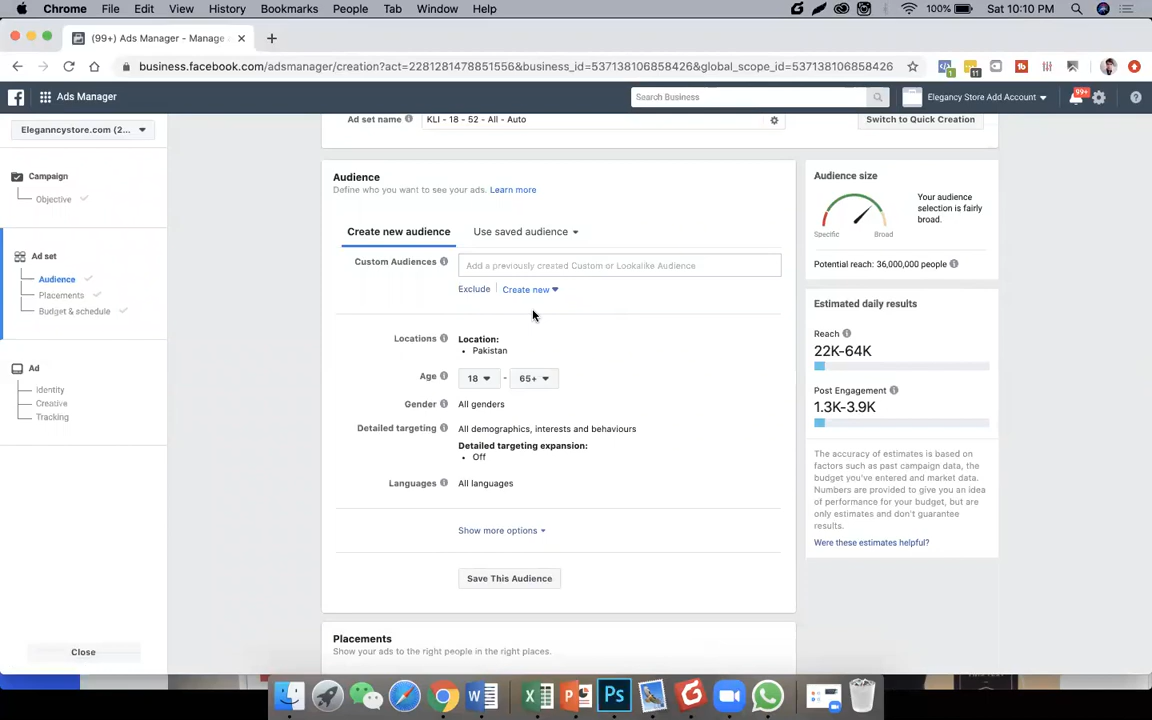 Chrome File Edit View History Bookmarks People Tab Window Help 100% Sat 10:10 PM
(99+) Ads Manager - Manage
business.facebook.com/adsmanager/creation?act=2281281478851556&business_id=537138106858426&global_scope_id=537138106858426
1 11
Ads Manager Search Business Elegancy Store Add Account 99+
Eleganncystore.com (2...
Ad set name KLI - 18 - 52 - All - Auto Switch to Quick Creation
Campaign
Objective
Ad set
Audience
Placements
Budget & schedule
Ad
Identity
Creative
Tracking
Close
Audience
Define who you want to see your ads. Learn more
Create new audience Use saved audience
Custom Audiences Add a previously created Custom or Lookalike Audience
Exclude Create new
Locations Location:
Pakistan
Age 18 - 65+
Gender All genders
Detailed targeting All demographics, interests and behaviours
Detailed targeting expansion:
Off
Languages All languages
Show more options
Save This Audience
Placements
Show your ads to the right people in the right places.
Audience size
Your audience
selection is fairly
broad.
Specific Broad
Potential reach: 36,000,000 people
Estimated daily results
Reach
22K-64K
Post Engagement
1.3K-3.9K
The accuracy of estimates is based on
factors such as past campaign data, the
budget you've entered and market data.
Numbers are provided to give you an idea
of performance for your budget, but are
only estimates and don't guarantee
results.
Were these estimates helpful?
Ps